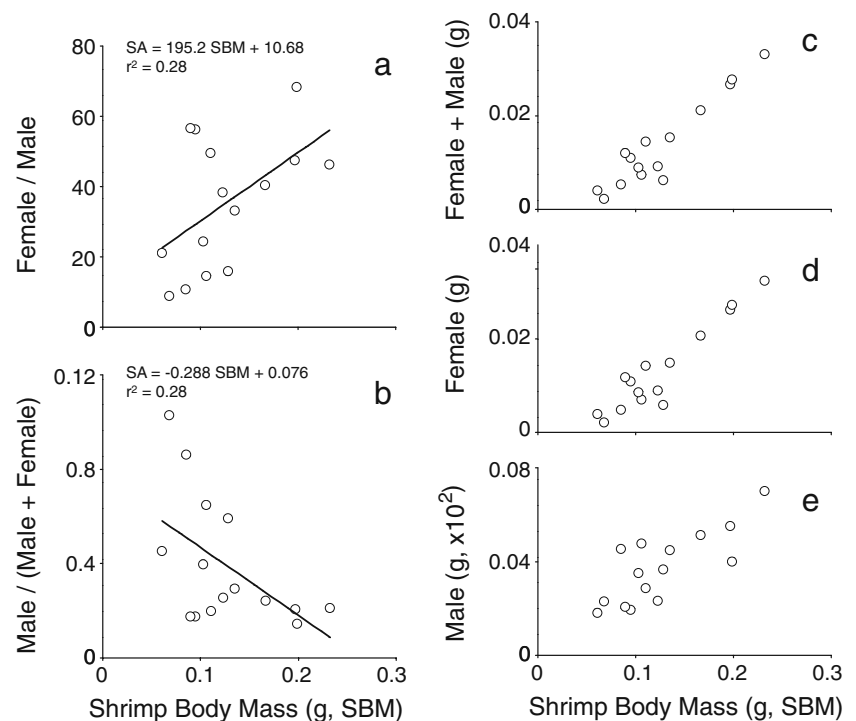 SA = 195.2 SBM + 10.68
r² = 0.28
a
80
60
40
20
0
Female / Male
SA = -0.288 SBM + 0.076
r² = 0.28
b
0.12
0.8
0.4
0
Male / (Male + Female)
0
0.1
0.2
0.3
Shrimp Body Mass (g, SBM)
c
0.04
0.02
0
Female + Male (g)
d
0.04
0.02
0
Female (g)
e
0.08
0.04
0
Male (g, x10²)
0
0.1
0.2
0.3
Shrimp Body Mass (g, SBM)